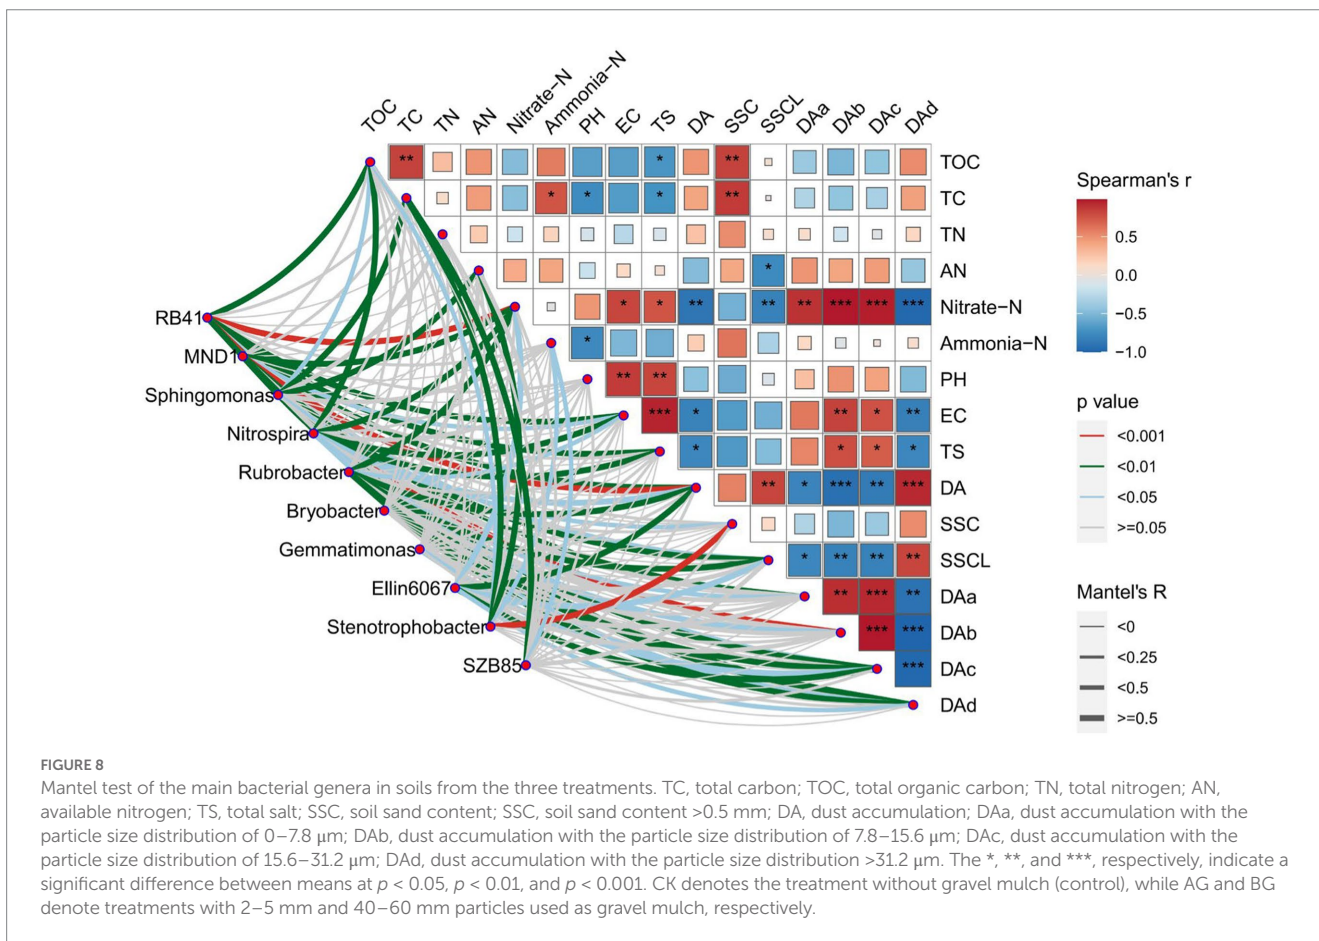 TOC TC TN AN Nitrate−N Ammonia−N PH EC TS DA SSC SSCL DAa DAb DAc DAd
** * ** TOC
* * * ** TC
TN
* AN
* * ** ** ** *** *** *** Nitrate−N
* Ammonia−N
** ** PH
*** * ** * ** EC
* * * * TS
** * *** ** *** DA
SSC
* ** ** ** SSCL
** *** ** DAa
*** *** DAb
*** DAc
DAd
RB41
MND1
Sphingomonas
Nitrospira
Rubrobacter
Bryobacter
Gemmatimonas
Ellin6067
Stenotrophobacter
SZB85
Spearman's r
0.5
0.0
−0.5
−1.0
p value
<0.001
<0.01
<0.05
>=0.05
Mantel's R
<0
<0.25
<0.5
>=0.5
FIGURE 8
Mantel test of the main bacterial genera in soils from the three treatments. TC, total carbon; TOC, total organic carbon; TN, total nitrogen; AN,
available nitrogen; TS, total salt; SSC, soil sand content; SSC, soil sand content >0.5 mm; DA, dust accumulation; DAa, dust accumulation with the
particle size distribution of 0–7.8 μm; DAb, dust accumulation with the particle size distribution of 7.8–15.6 μm; DAc, dust accumulation with the
particle size distribution of 15.6–31.2 μm; DAd, dust accumulation with the particle size distribution >31.2 μm. The *, **, and ***, respectively, indicate a
significant difference between means at p < 0.05, p < 0.01, and p < 0.001. CK denotes the treatment without gravel mulch (control), while AG and BG
denote treatments with 2–5 mm and 40–60 mm particles used as gravel mulch, respectively.